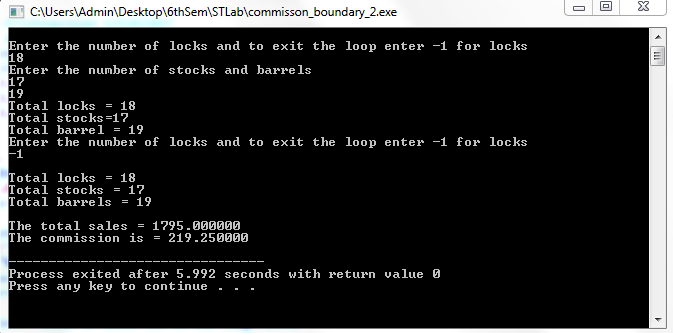 C:\Users\Admin\Desktop\6thSem\STLab\commisson_boundary_2.exe
Enter the number of locks and to exit the loop enter -1 for locks
18
Enter the number of stocks and barrels
17
19
Total locks = 18
Total stocks=17
Total barrel = 19
Enter the number of locks and to exit the loop enter -1 for locks
-1
Total locks = 18
Total stocks = 17
Total barrels = 19
The total sales = 1795.000000
The commission is = 219.250000
--------------------------------
Process exited after 5.992 seconds with return value 0
Press any key to continue . . .